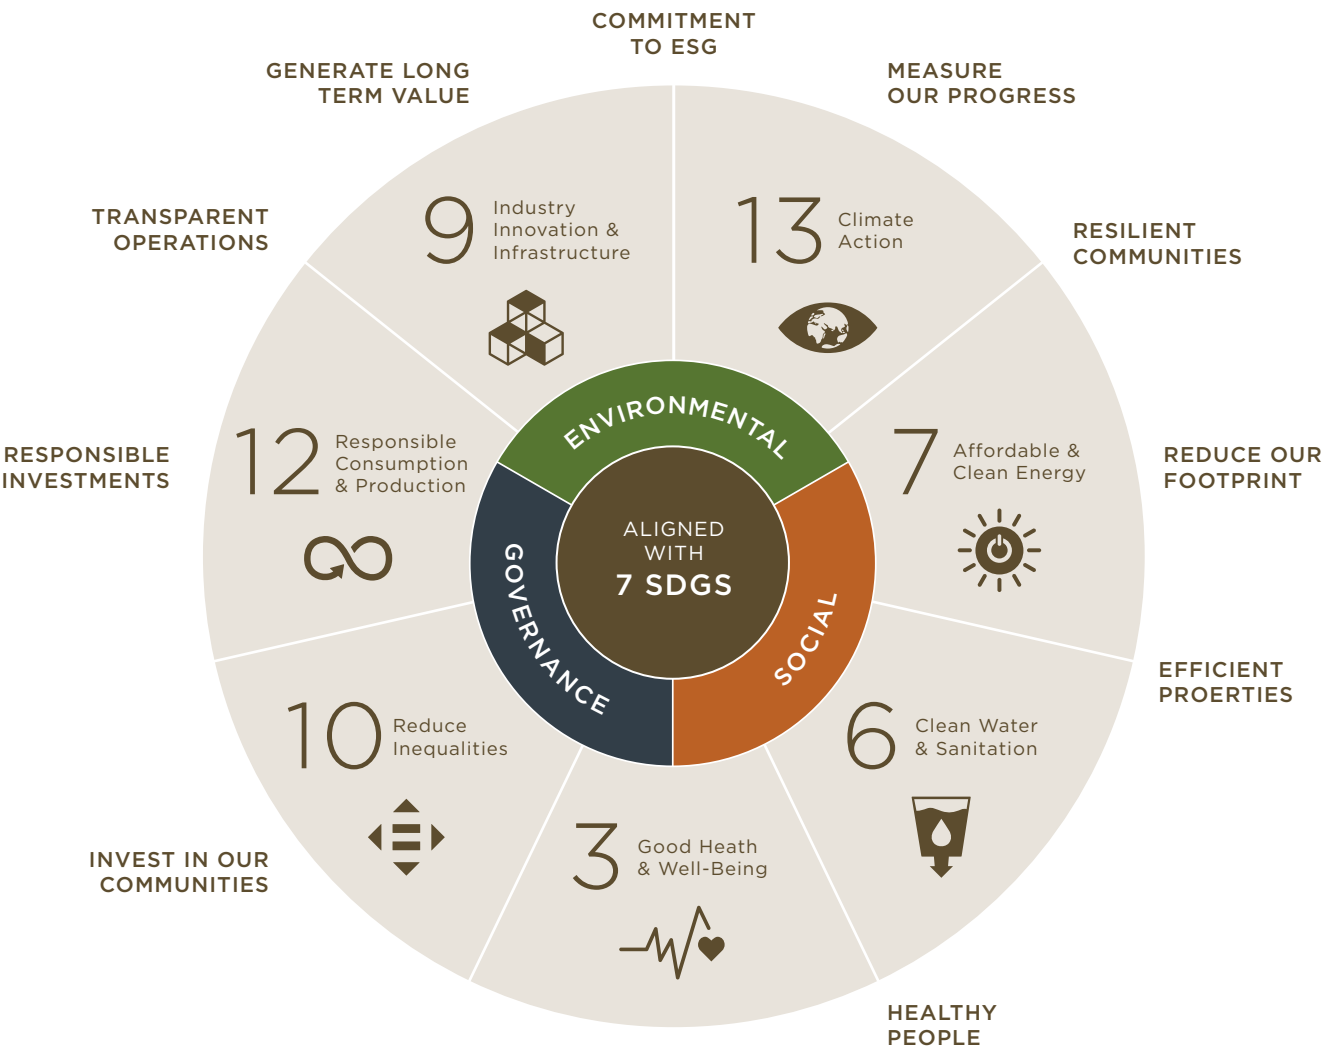 COMMITMENT
TO ESG
GENERATE LONG
TERM VALUE
MEASURE
OUR PROGRESS
TRANSPARENT
OPERATIONS
RESILIENT
COMMUNITIES
9
Industry
Innovation &
Infrastructure
13
Climate
Action
ENVIRONMENTAL
RESPONSIBLE
INVESTMENTS
12
Responsible
Consumption
& Production
7
Affordable &
Clean Energy
REDUCE OUR
FOOTPRINT
ALIGNED
WITH
7 SDGS
GOVERNANCE
SOCIAL
EFFICIENT
PROERTIES
10
Reduce
Inequalities
6
Clean Water
& Sanitation
3
Good Heath
& Well-Being
INVEST IN OUR
COMMUNITIES
HEALTHY
PEOPLE